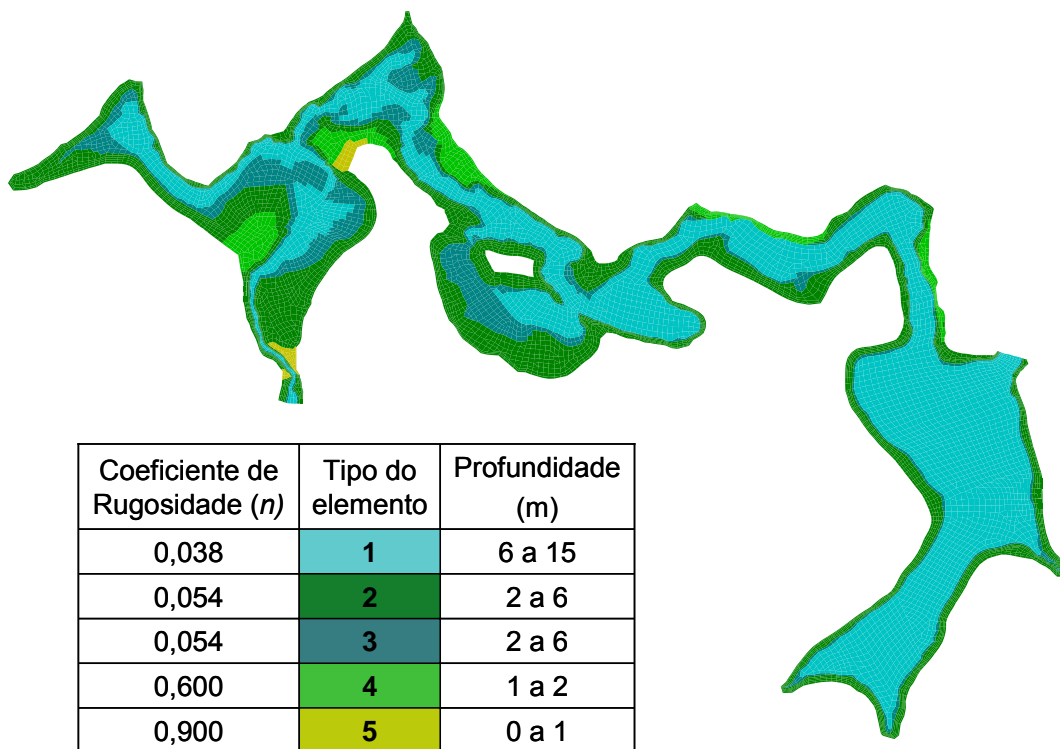 Coeficiente de Rugosidade (n) Tipo do elemento Profundidade (m)
0,038 1 6 a 15
0,054 2 2 a 6
0,054 3 2 a 6
0,600 4 1 a 2
0,900 5 0 a 1